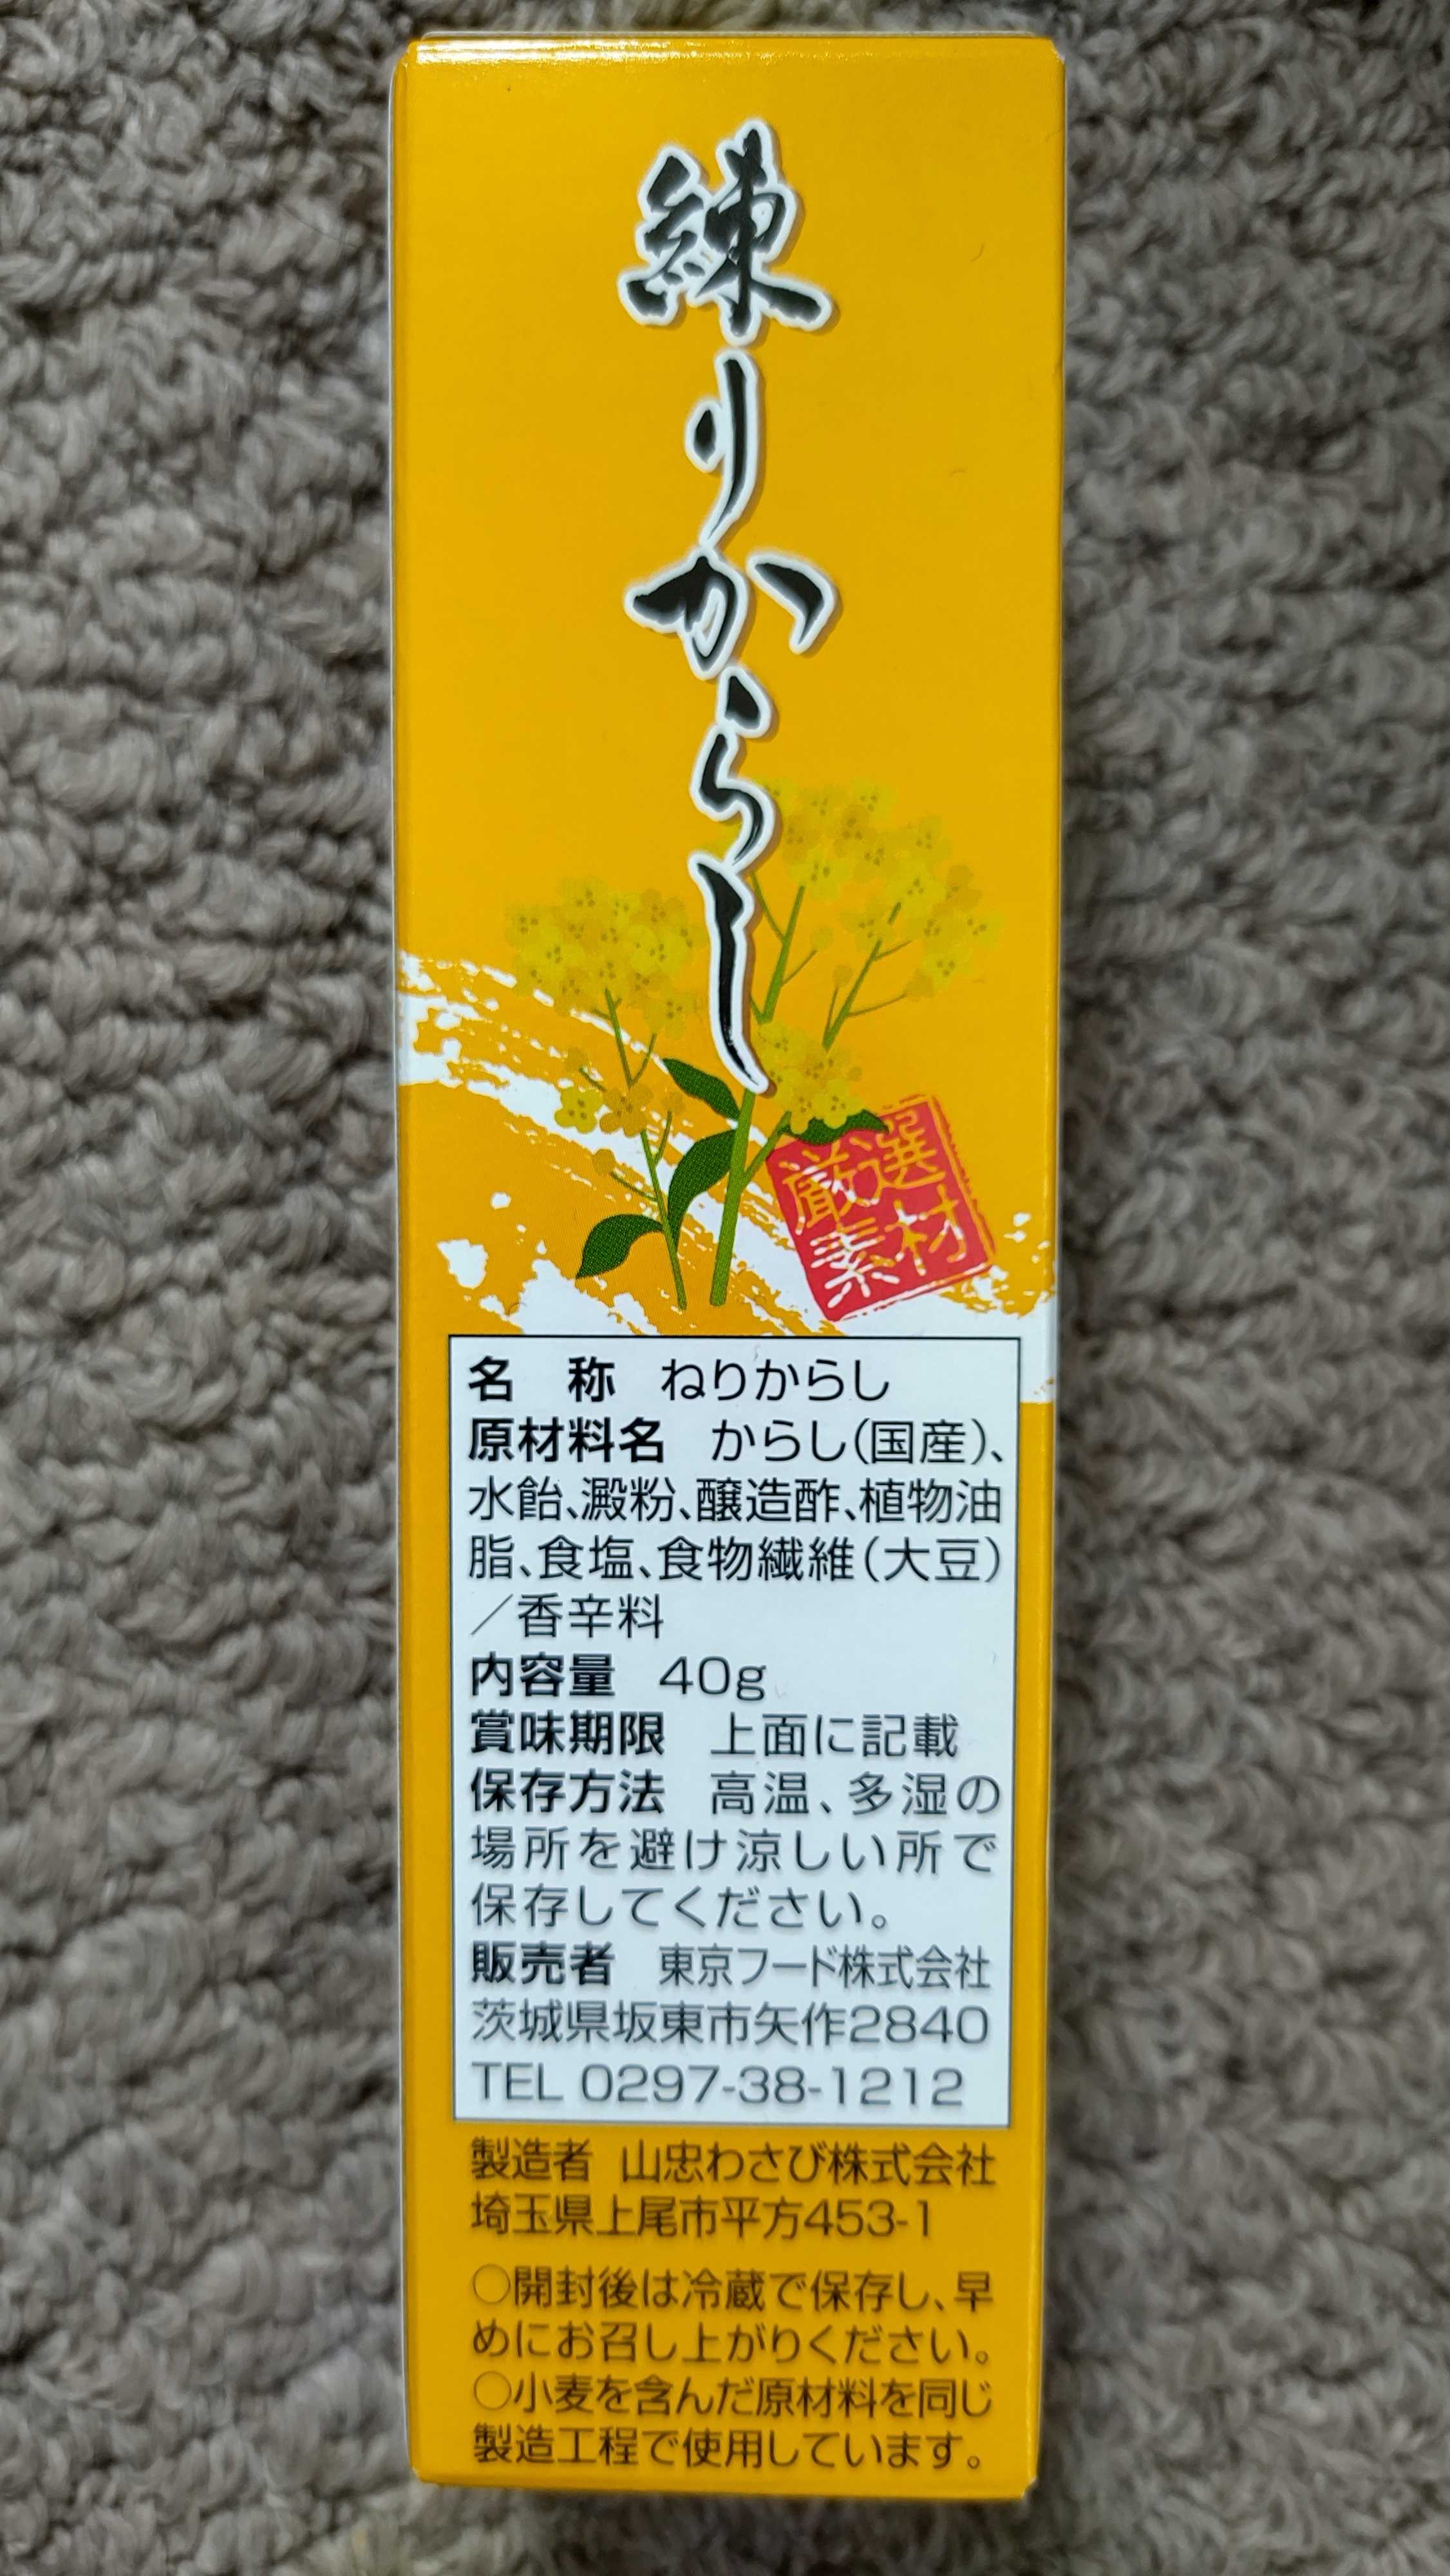 練りからし
厳選
素材
名　称　ねりからし
原材料名　からし(国産)、
水飴、澱粉、醸造酢、植物油
脂、食塩、食物繊維(大豆)
／香辛料
内容量　40g
賞味期限　上面に記載
保存方法　高温、多湿の
場所を避け涼しい所で
保存してください。
販売者　東京フード株式会社
茨城県坂東市矢作2840
TEL 0297-38-1212
製造者　山忠わさび株式会社
埼玉県上尾市平方453-1
○開封後は冷蔵で保存し、早
めにお召し上がりください。
○小麦を含んだ原材料を同じ
製造工程で使用しています。